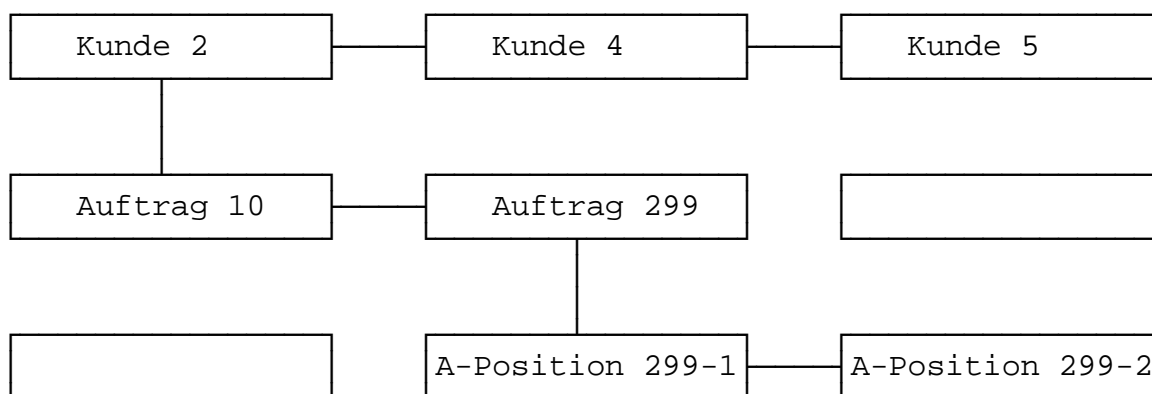 Kunde 2
Kunde 4
Kunde 5
Auftrag 10
Auftrag 299
A-Position 299-1
A-Position 299-2